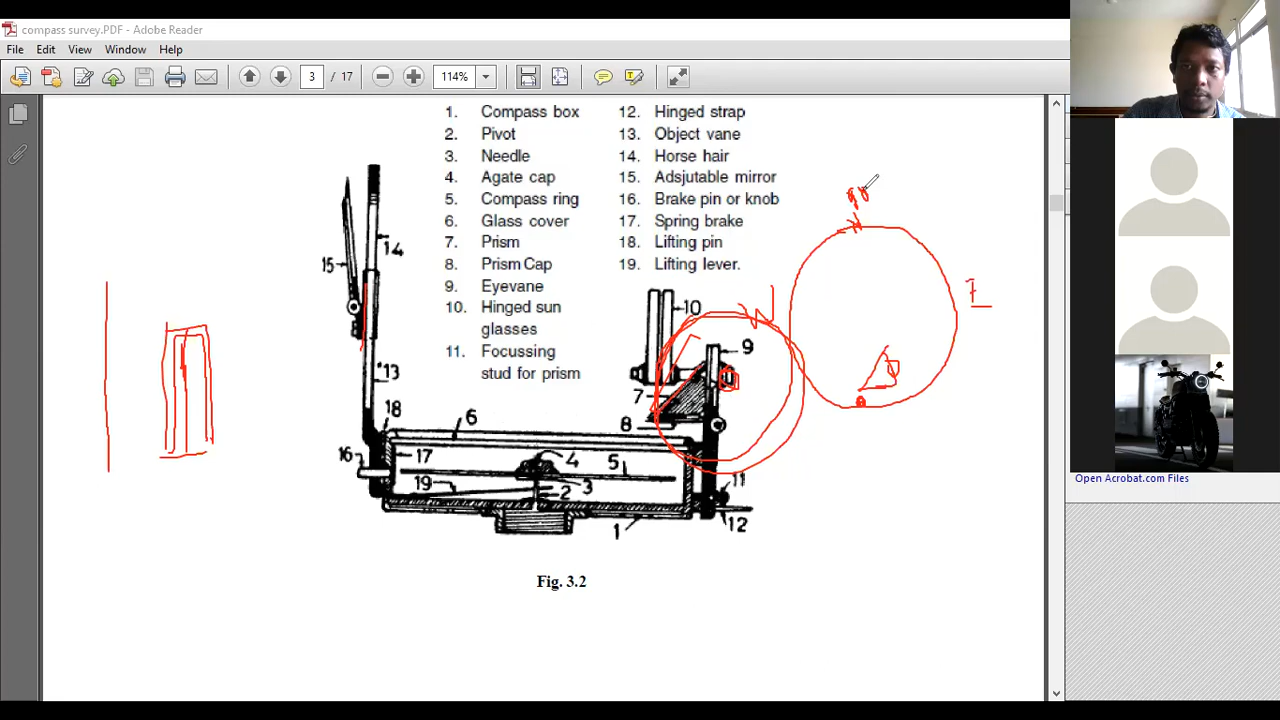 compass survey.PDF - Adobe Reader
File Edit View Window Help
3 / 17 114%
1. Compass box
2. Pivot
3. Needle
4. Agate cap
5. Compass ring
6. Glass cover
7. Prism
8. Prism Cap
9. Eyevane
10. Hinged sun
glasses
11. Focussing
stud for prism
12. Hinged strap
13. Object vane
14. Horse hair
15. Adsjutable mirror
16. Brake pin or knob
17. Spring brake
18. Lifting pin
19. Lifting lever.
14
15
10
9
13
7
18
8
6
16
17
4
5
19
3
2
11
12
1
Fig. 3.2
Open Acrobat.com Files